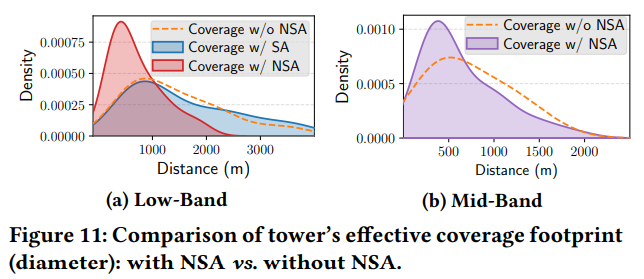 Density
0.00075
0.00050
0.00025
0.00000
Coverage w/o NSA
Coverage w/ SA
Coverage w/ NSA
1000
2000
3000
Distance (m)
(a) Low-Band
Density
0.0010
0.0005
0.0000
Coverage w/o NSA
Coverage w/ NSA
500
1000
1500
2000
Distance (m)
(b) Mid-Band
Figure 11: Comparison of tower's effective coverage footprint
(diameter): with NSA vs. without NSA.